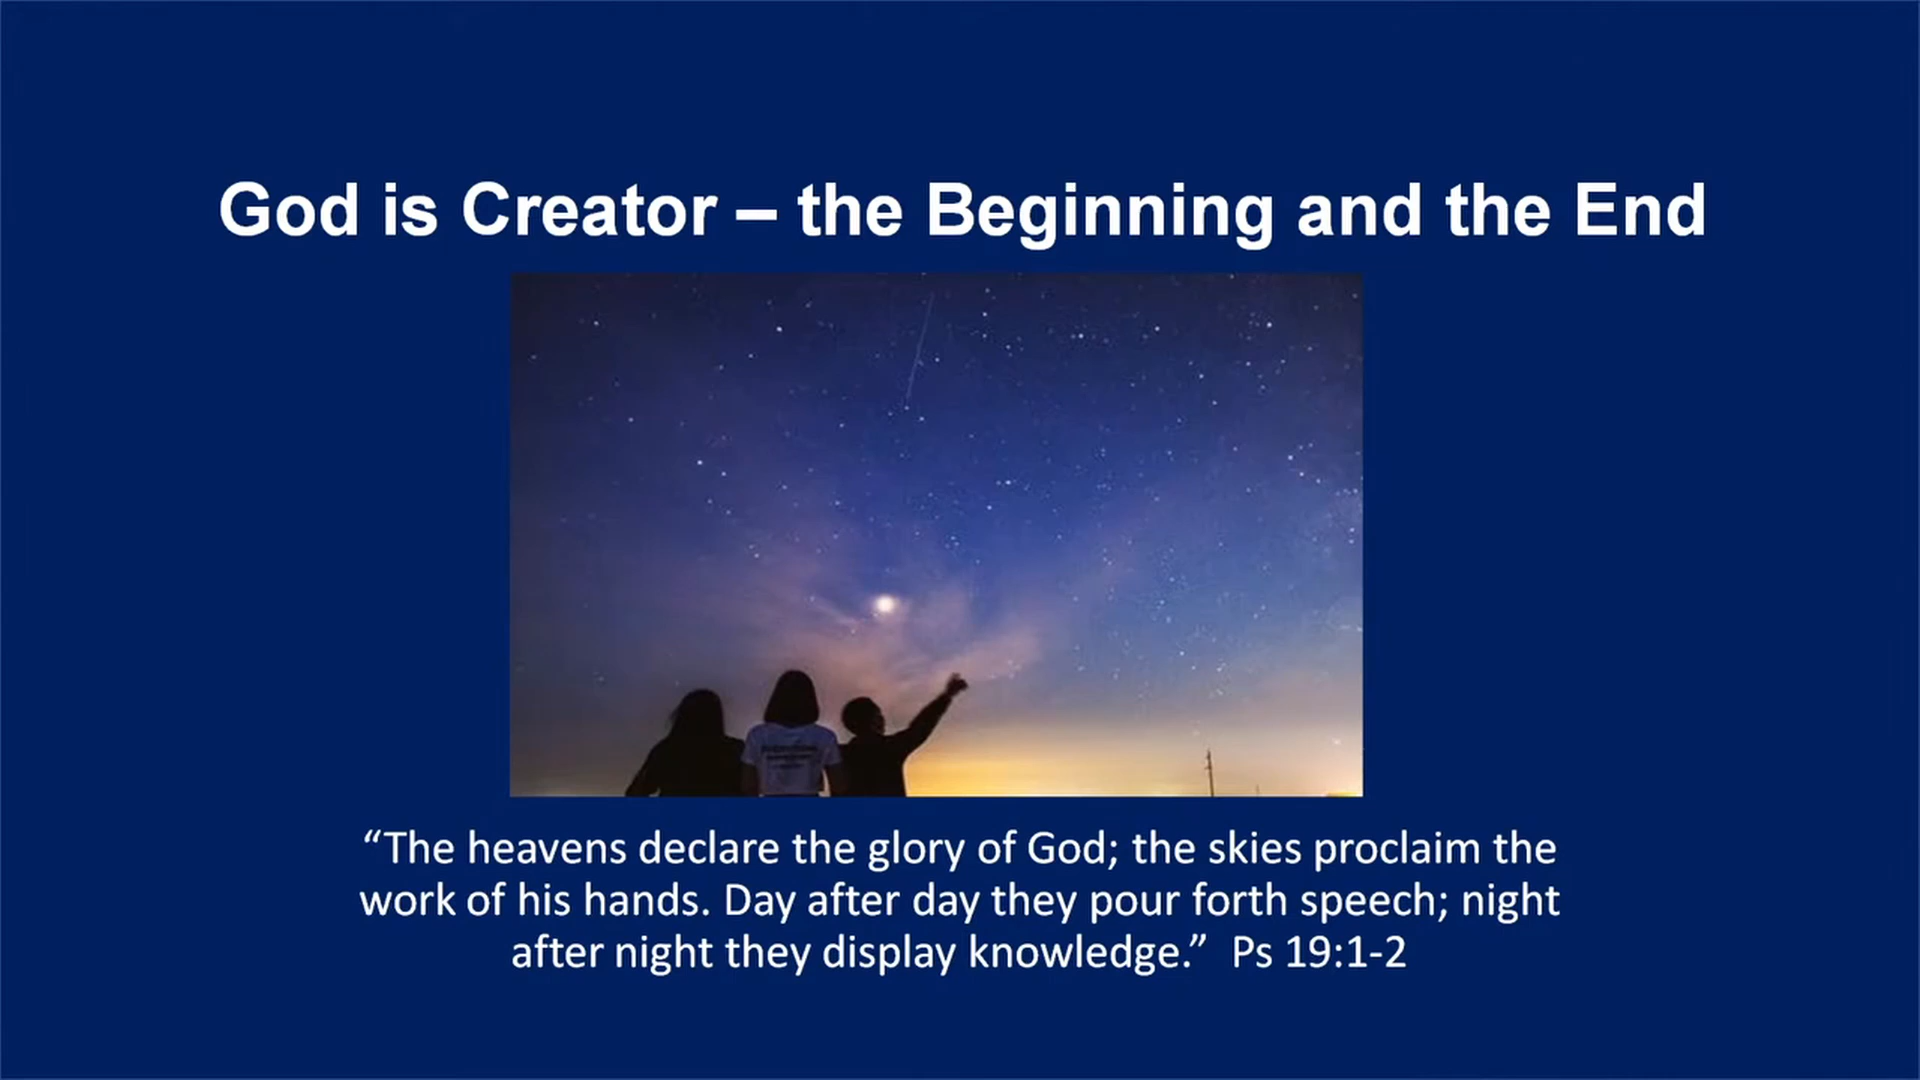 God is Creator – the Beginning and the End
“The heavens declare the glory of God; the skies proclaim the
work of his hands. Day after day they pour forth speech; night
after night they display knowledge.”  Ps 19:1-2